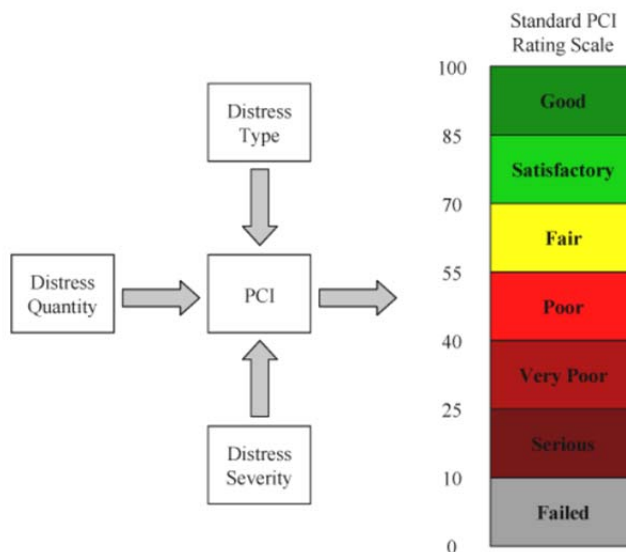 Standard PCI
Rating Scale
100
Good
Distress
Type
85
Satisfactory
70
Fair
Distress
Quantity
PCI
55
Poor
40
Very Poor
25
Distress
Severity
Serious
10
Failed
0